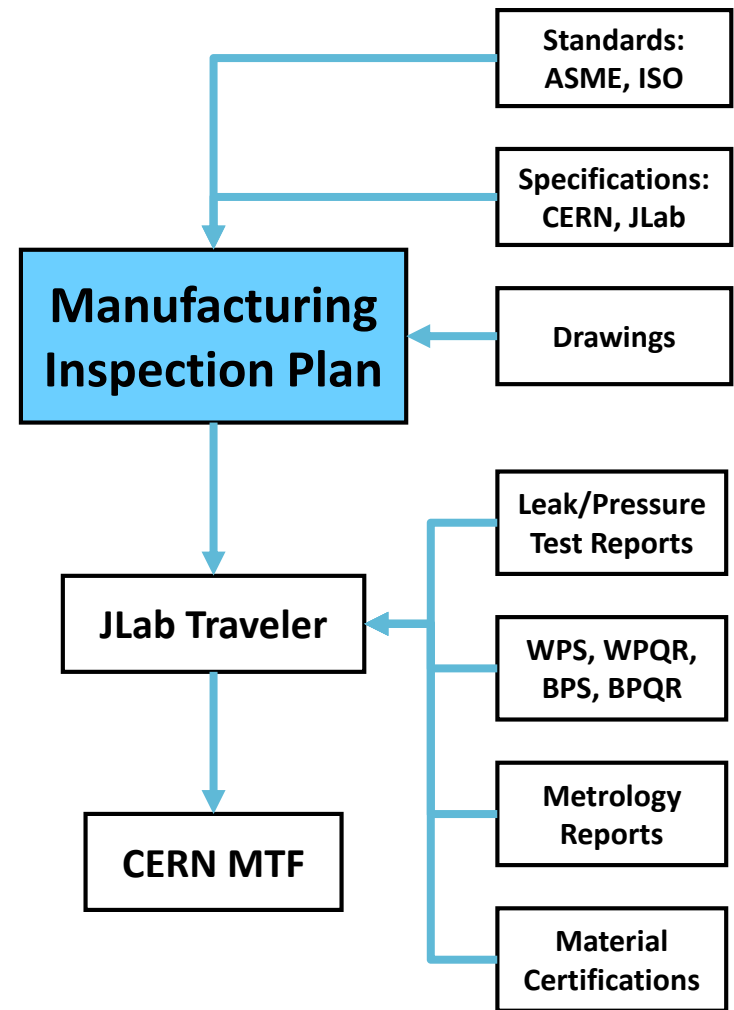 Standards:
ASME, ISO
Specifications:
CERN, JLab
Manufacturing
Inspection Plan
Drawings
Leak/Pressure
Test Reports
JLab Traveler
WPS, WPQR,
BPS, BPQR
Metrology
Reports
CERN MTF
Material
Certifications